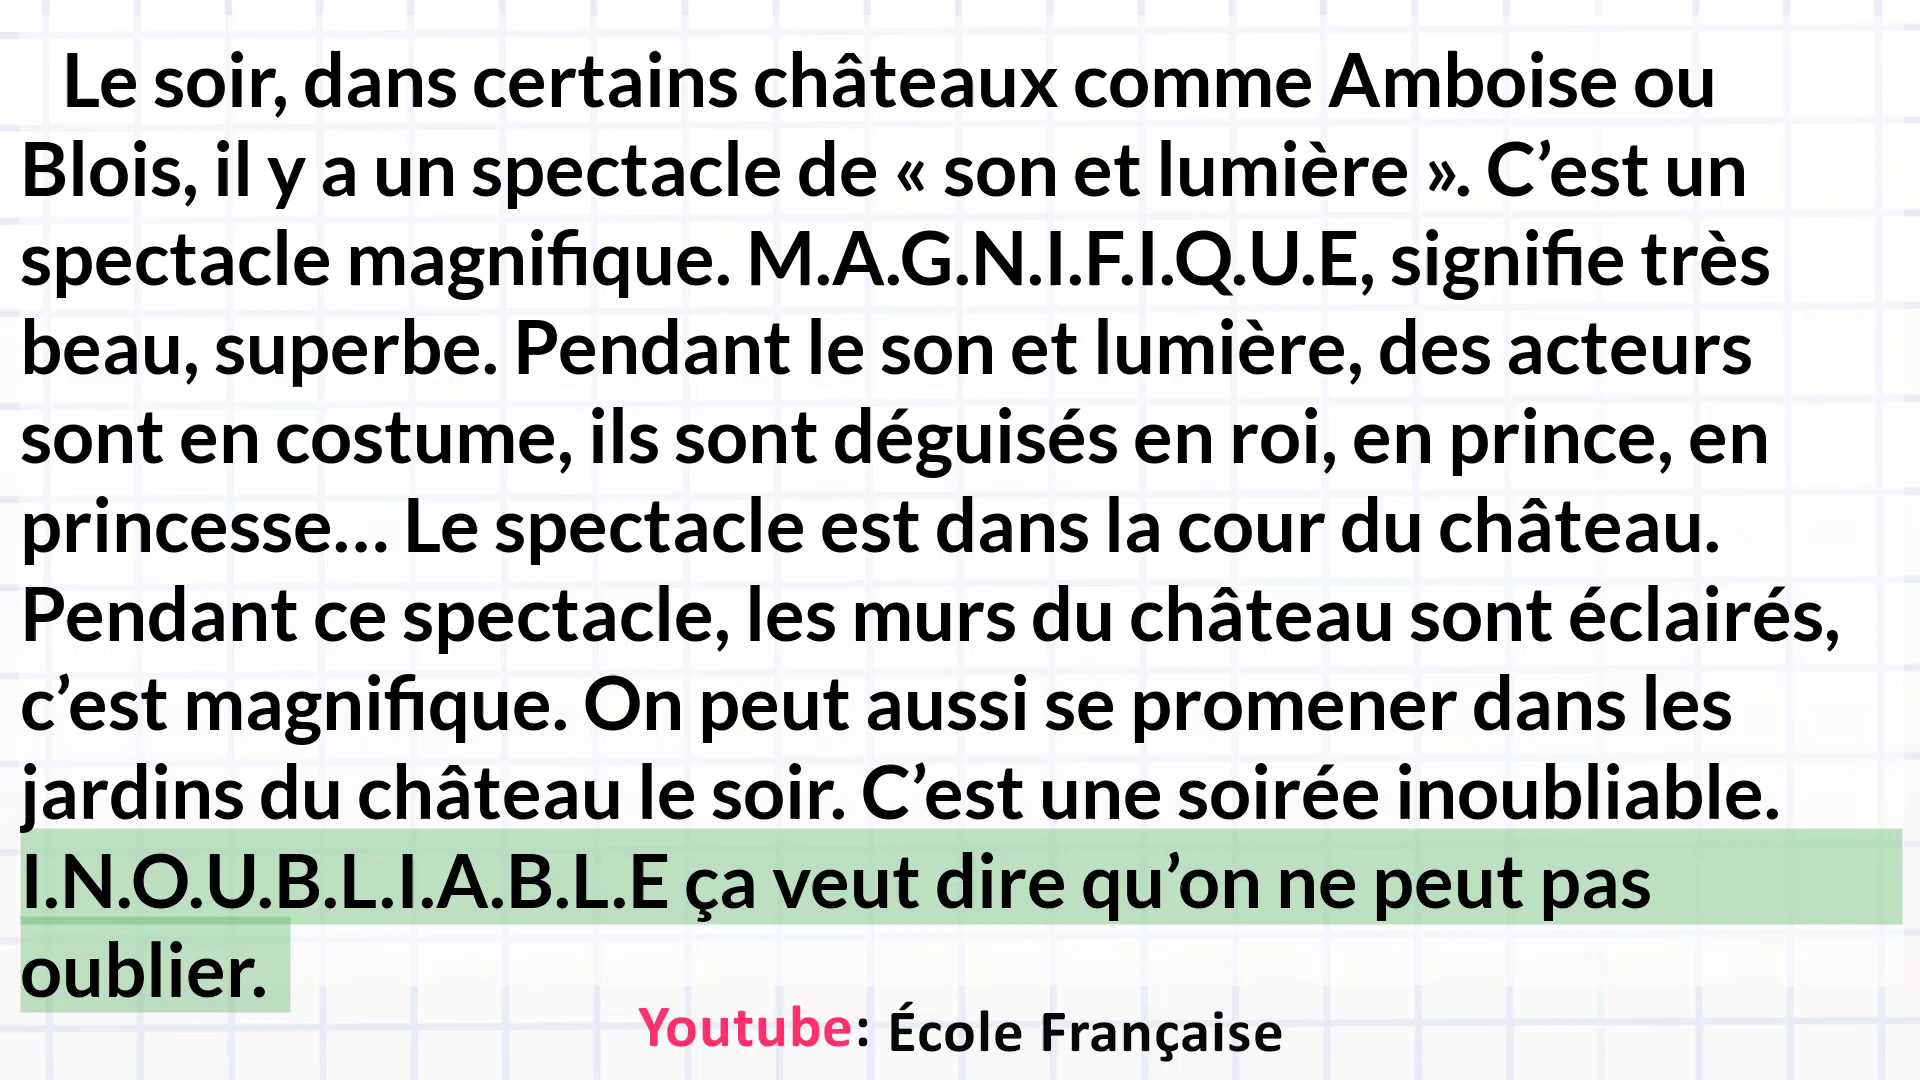 Le soir, dans certains châteaux comme Amboise ou
Blois, il y a un spectacle de « son et lumière ». C’est un
spectacle magnifique. M.A.G.N.I.F.I.Q.U.E, signifie très
beau, superbe. Pendant le son et lumière, des acteurs
sont en costume, ils sont déguisés en roi, en prince, en
princesse… Le spectacle est dans la cour du château.
Pendant ce spectacle, les murs du château sont éclairés,
c’est magnifique. On peut aussi se promener dans les
jardins du château le soir. C’est une soirée inoubliable.
I.N.O.U.B.L.I.A.B.L.E ça veut dire qu’on ne peut pas
oublier.
Youtube: École Française